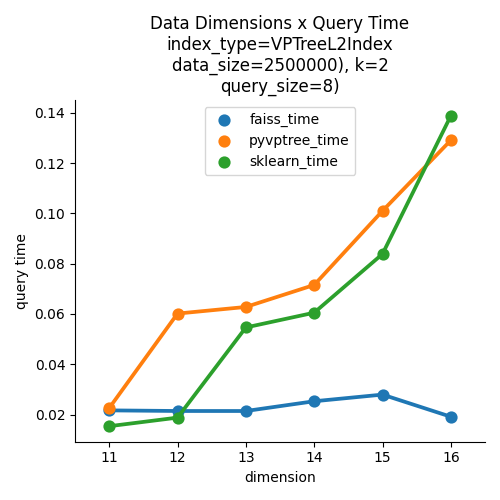 Data Dimensions x Query Time
index_type=VPTreeL2Index
data_size=2500000), k=2
query_size=8)
faiss_time
pyvptree_time
sklearn_time
query time
0.14
0.12
0.10
0.08
0.06
0.04
0.02
11 12 13 14 15 16
dimension